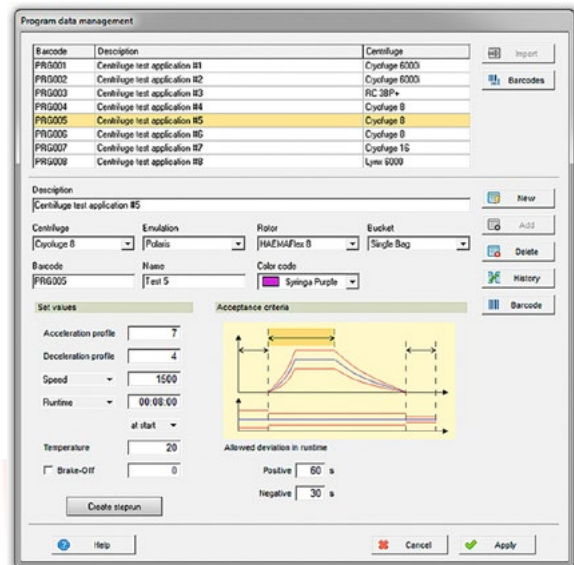 Program data management
Barcode Description Centrifuge
PRG001 Centrifuge test application #1 Cryofuge 6000i
PRG002 Centrifuge test application #2 Cryofuge 6000i
PRG003 Centrifuge test application #3 RC 3BP+
PRG004 Centrifuge test application #4 Cryofuge 8
PRG005 Centrifuge test application #5 Cryofuge 8
PRG006 Centrifuge test application #6 Cryofuge 8
PRG007 Centrifuge test application #7 Cryofuge 16
PRG008 Centrifuge test application #8 Lynx 6000
Import
Barcodes
Description
Centrifuge test application #5
New
Centrifuge Emulation Rotor Bucket
Add
Cryofuge 8 Polaris HAEMAFlex 8 Single Bag
Delete
Barcode Name Color code
PRG005 Test 5 Syringa Purple
History
Barcode
Set values Acceptance criteria
Acceleration profile 7
Deceleration profile 4
Speed 1500
Runtime 00:08:00
at start
Temperature 20
Allowed deviation in runtime
Brake-Off 0
Positive 60 s
Negative 30 s
Create steprun
Help Cancel Apply